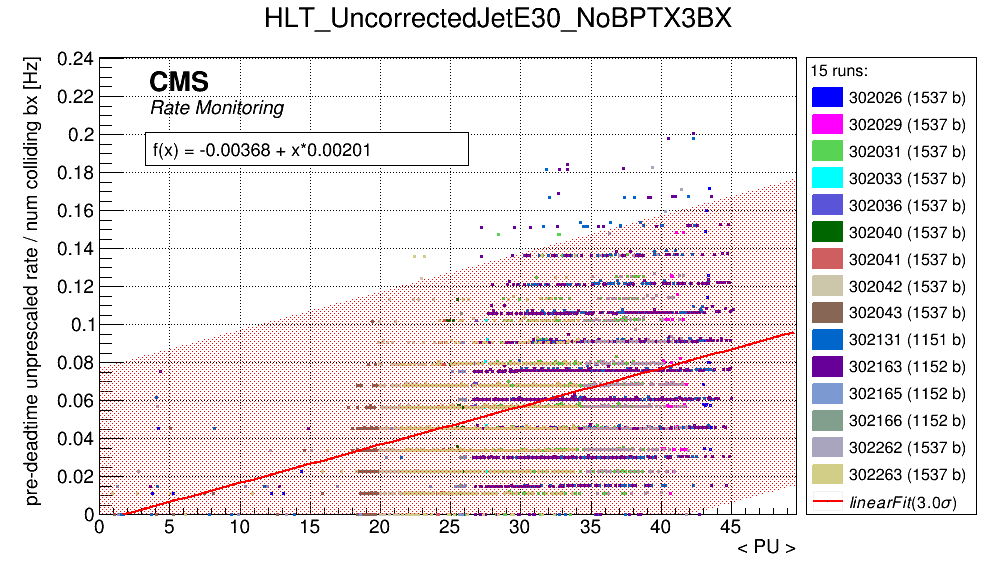 HLT_UncorrectedJetE30_NoBPTX3BX
pre-deadtime unprescaled rate / num colliding bx [Hz]
0.24
0.22
0.2
0.18
0.16
0.14
0.12
0.1
0.08
0.06
0.04
0.02
0
CMS
Rate Monitoring
f(x) = -0.00368 + x*0.00201
0 5 10 15 20 25 30 35 40 45
< PU >
15 runs:
302026 (1537 b)
302029 (1537 b)
302031 (1537 b)
302033 (1537 b)
302036 (1537 b)
302040 (1537 b)
302041 (1537 b)
302042 (1537 b)
302043 (1537 b)
302131 (1151 b)
302163 (1152 b)
302165 (1152 b)
302166 (1152 b)
302262 (1537 b)
302263 (1537 b)
linearFit(3.0σ)